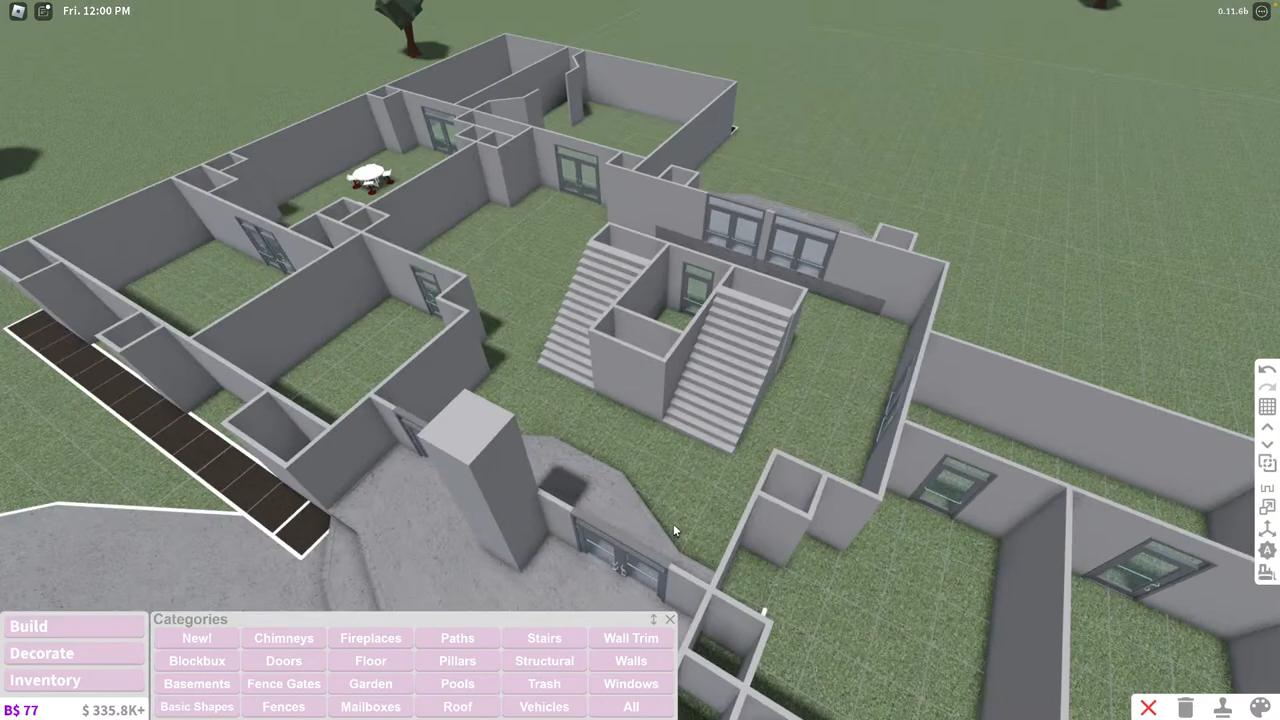 Fri. 12:00 PM
0.11.6b
Build
Decorate
Inventory
B$ 77 $ 335.8K+
Categories
New! Chimneys Fireplaces Paths Stairs Wall Trim
Blockbux Doors Floor Pillars Structural Walls
Basements Fence Gates Garden Pools Trash Windows
Basic Shapes Fences Mailboxes Roof Vehicles All